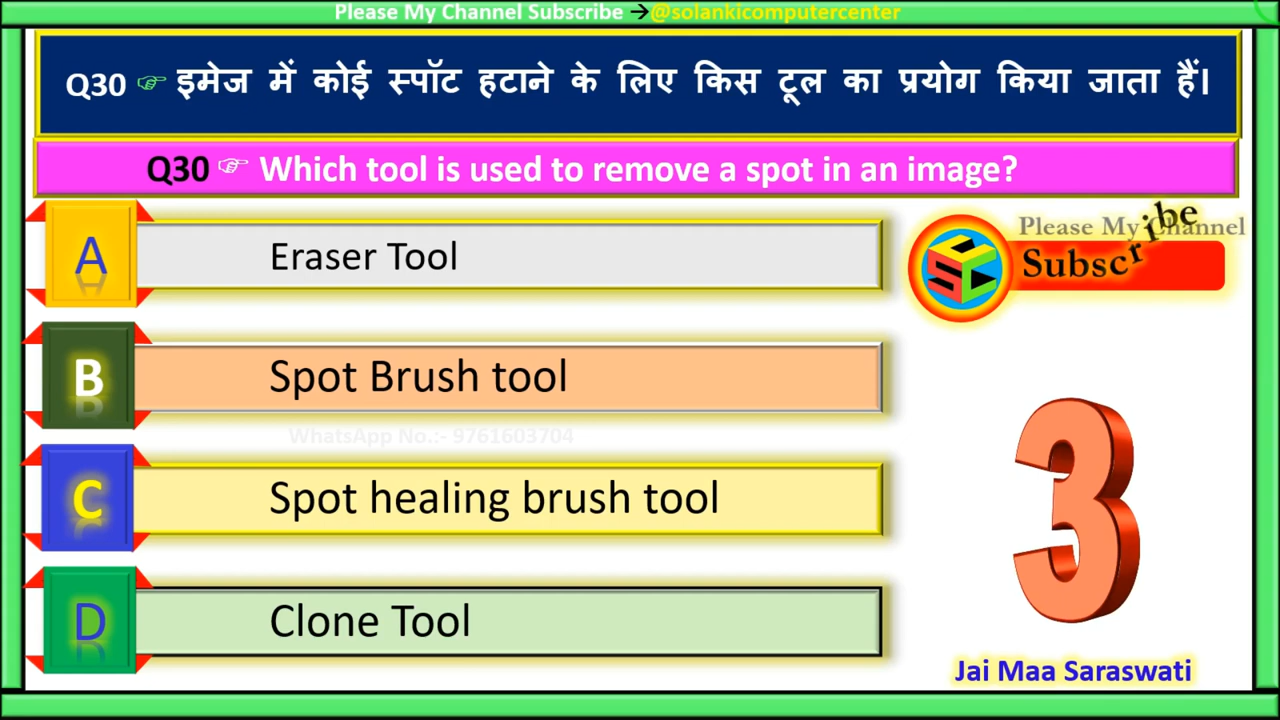 Please My Channel Subscribe →@solankicomputercenter
Q30 ☞ इमेज में कोई स्पॉट हटाने के लिए किस टूल का प्रयोग किया जाता हैं।
Q30 ☞ Which tool is used to remove a spot in an image?
A Eraser Tool
Please My Channel
Subscribe
SCC
B Spot Brush tool
WhatsApp No.:- 9761603704
C Spot healing brush tool
3
D Clone Tool
Jai Maa Saraswati